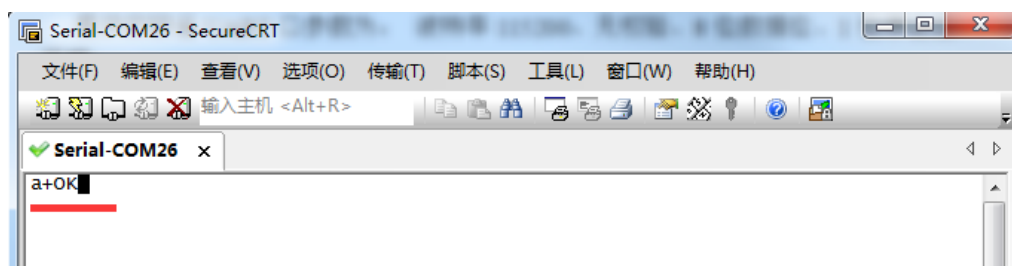 Serial-COM26 - SecureCRT
文件(F) 编辑(E) 查看(V) 选项(O) 传输(T) 脚本(S) 工具(L) 窗口(W) 帮助(H)
输入主机 <Alt+R>
Serial-COM26
a+OK